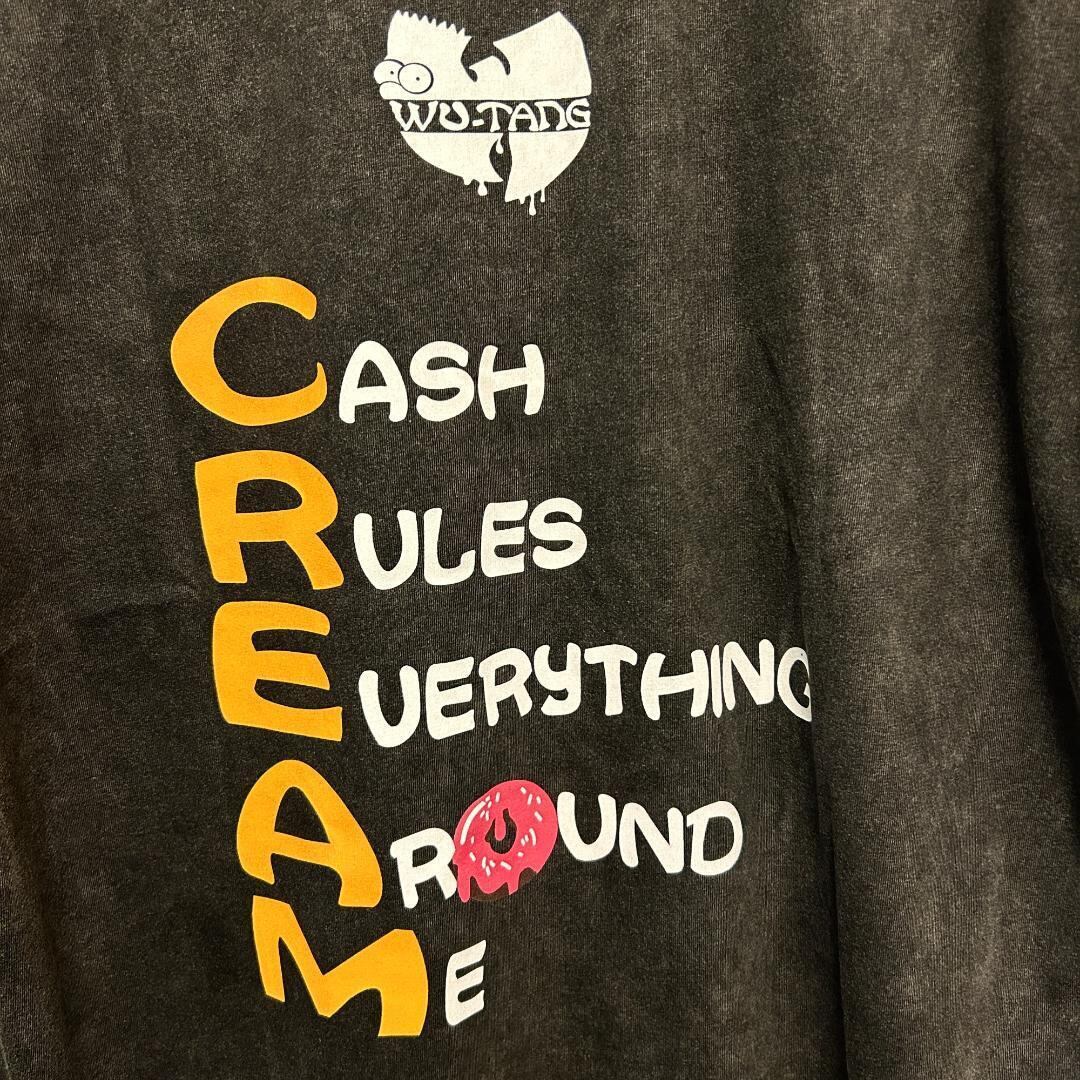 WU-TANG
CASH
RULES
EVERYTHING
AROUND
ME